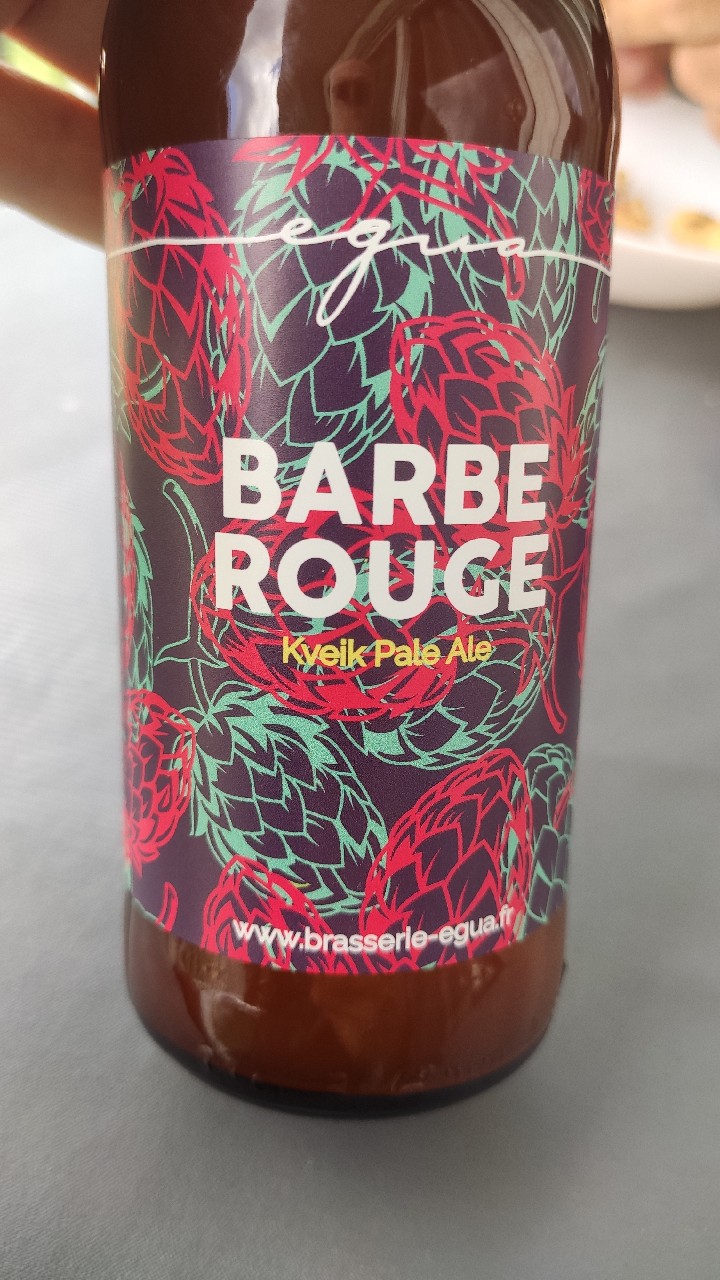 egua
BARBE
ROUGE
Kveik Pale Ale
www.brasserie-egua.fr